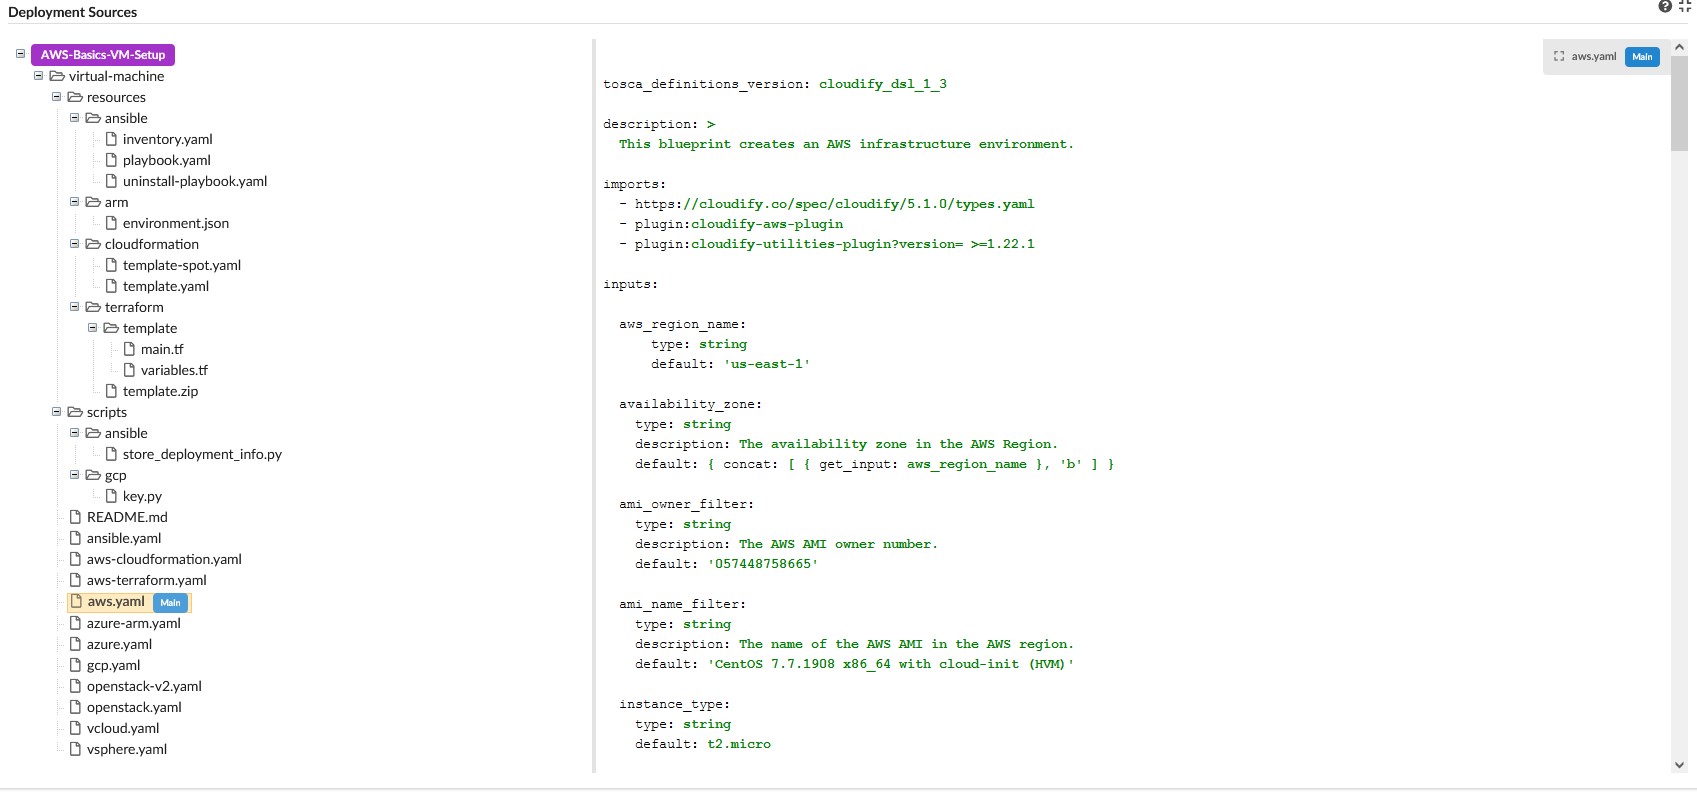 Deployment Sources
AWS-Basics-VM-Setup
virtual-machine
resources
ansible
inventory.yaml
playbook.yaml
uninstall-playbook.yaml
arm
environment.json
cloudformation
template-spot.yaml
template.yaml
terraform
template
main.tf
variables.tf
template.zip
scripts
ansible
store_deployment_info.py
gcp
key.py
README.md
ansible.yaml
aws-cloudformation.yaml
aws-terraform.yaml
aws.yaml Main
azure-arm.yaml
azure.yaml
gcp.yaml
openstack-v2.yaml
openstack.yaml
vcloud.yaml
vsphere.yaml
aws.yaml Main
tosca_definitions_version: cloudify_dsl_1_3
description: >
This blueprint creates an AWS infrastructure environment.
imports:
- https://cloudify.co/spec/cloudify/5.1.0/types.yaml
- plugin:cloudify-aws-plugin
- plugin:cloudify-utilities-plugin?version= >=1.22.1
inputs:
aws_region_name:
type: string
default: 'us-east-1'
availability_zone:
type: string
description: The availability zone in the AWS Region.
default: { concat: [ { get_input: aws_region_name }, 'b' ] }
ami_owner_filter:
type: string
description: The AWS AMI owner number.
default: '057448758665'
ami_name_filter:
type: string
description: The name of the AWS AMI in the AWS region.
default: 'CentOS 7.7.1908 x86_64 with cloud-init (HVM)'
instance_type:
type: string
default: t2.micro